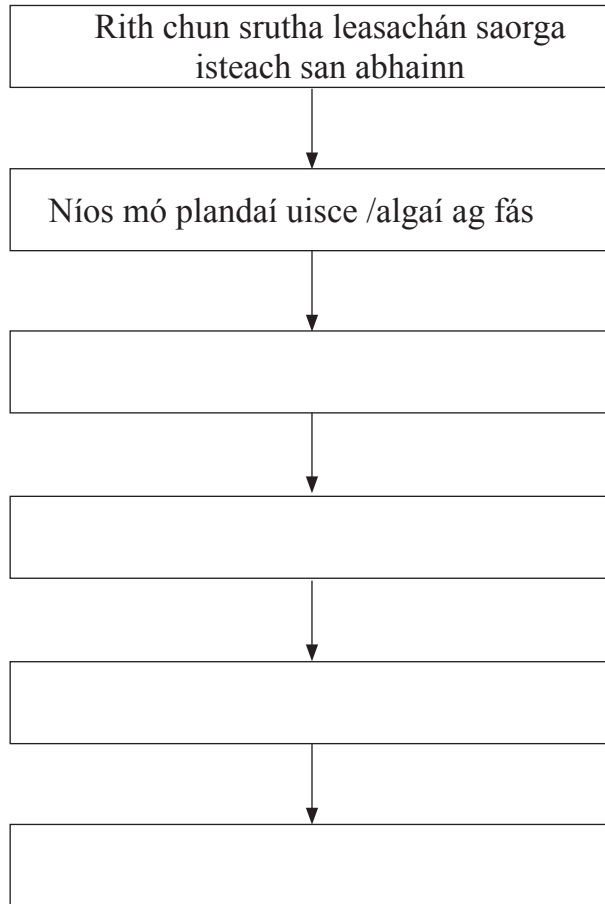 Rith chun srutha leasachán saorga
isteach san abhainn
Níos mó plandaí uisce /algaí ag fás